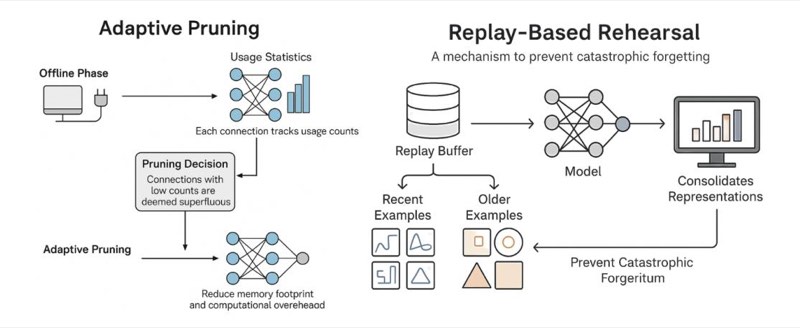 Adaptive Pruning
Offline Phase
Usage Statistics
Each connection tracks usage counts
Pruning Decision
Connections with
low counts are
deemed superfluous
Adaptive Pruning
Reduce memory footprint
and computational overeheaod
Replay-Based Rehearsal
A mechanism to prevent catastrophic forgetting
Replay Buffer
Model
Consolidates
Representations
Recent
Examples
Older
Examples
Prevent Catastrophic
Forgeritum